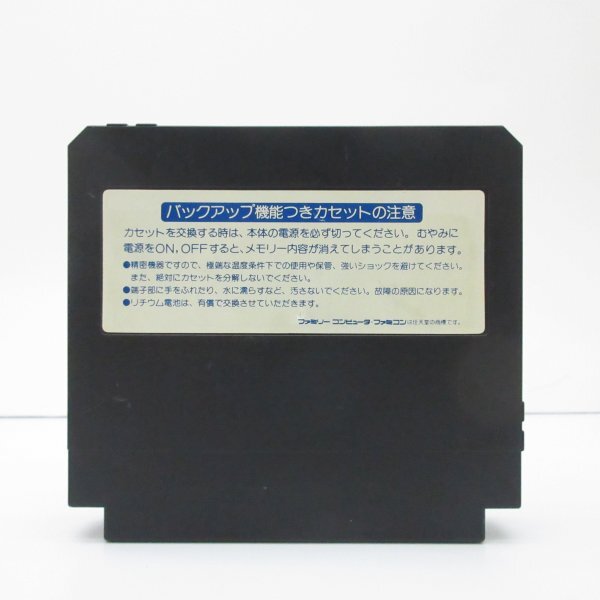 バックアップ機能つきカセットの注意
カセットを交換する時は、本体の電源を必ず切ってください。むやみに
電源をON，OFFすると、メモリー内容が消えてしまうことがあります。
●精密機器ですので、極端な温度条件下での使用や保管、強いショックを避けてください。
また、絶対にカセットを分解しないでください。
●端子部に手をふれたり、水に濡らすなど、汚さないでください。故障の原因になります。
●リチウム電池は、有償で交換させていただきます。
ファミリー コンピュータ・ファミコンは任天堂の商標です。